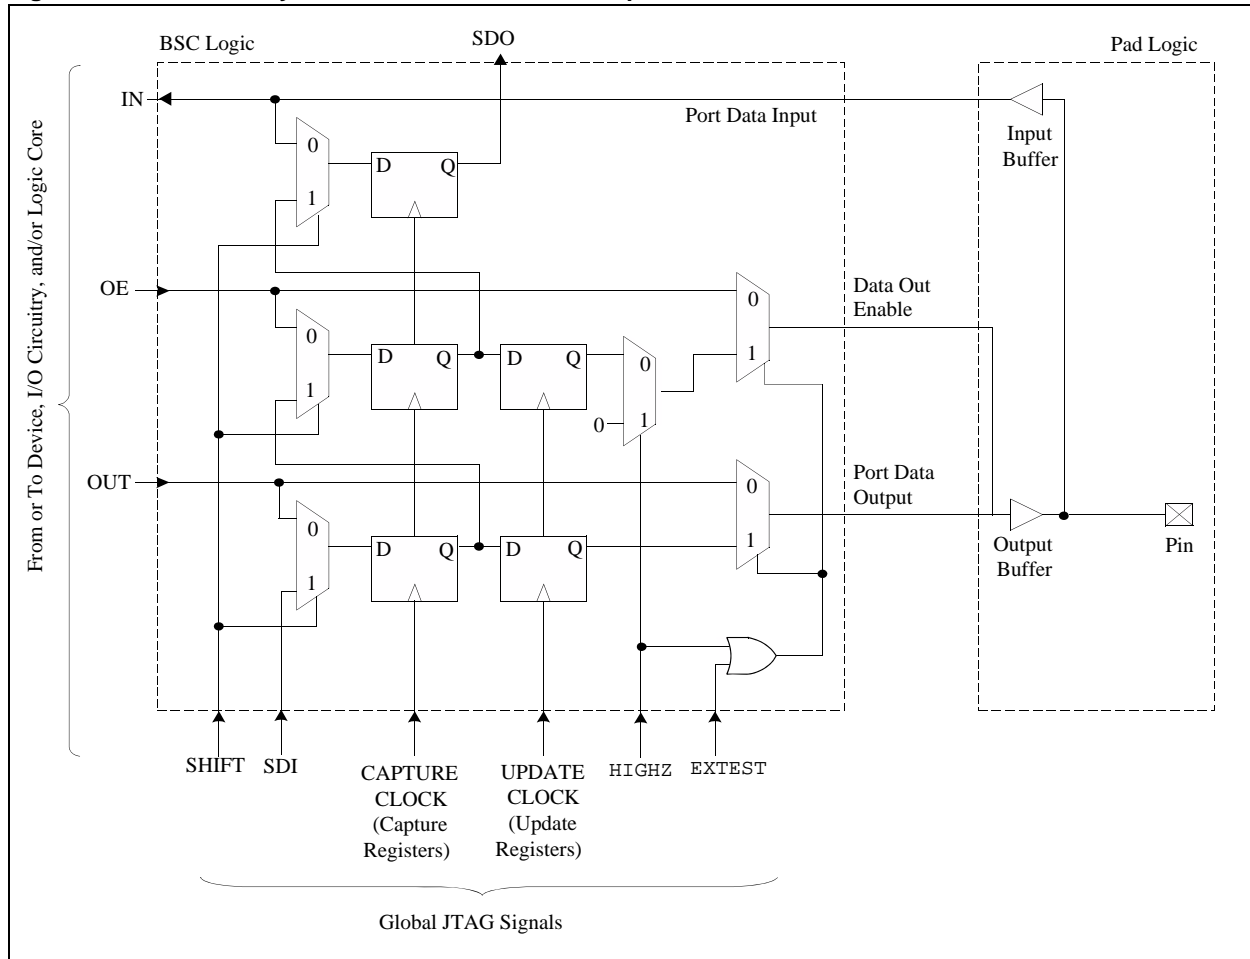 BSC Logic
SDO
Pad Logic
IN
Port Data Input
Input
Buffer
0
1
D Q
From or To Device, I/O Circuitry, and/or Logic Core
OE
Data Out
Enable
0
0
1
D Q
D Q
0
1
0
1
0
OUT
Port Data
Output
0
0
1
D Q
D Q
1
Output
Buffer
Pin
SHIFT
SDI
CAPTURE
CLOCK
(Capture
Registers)
UPDATE
CLOCK
(Update
Registers)
HIGHZ
EXTEST
Global JTAG Signals